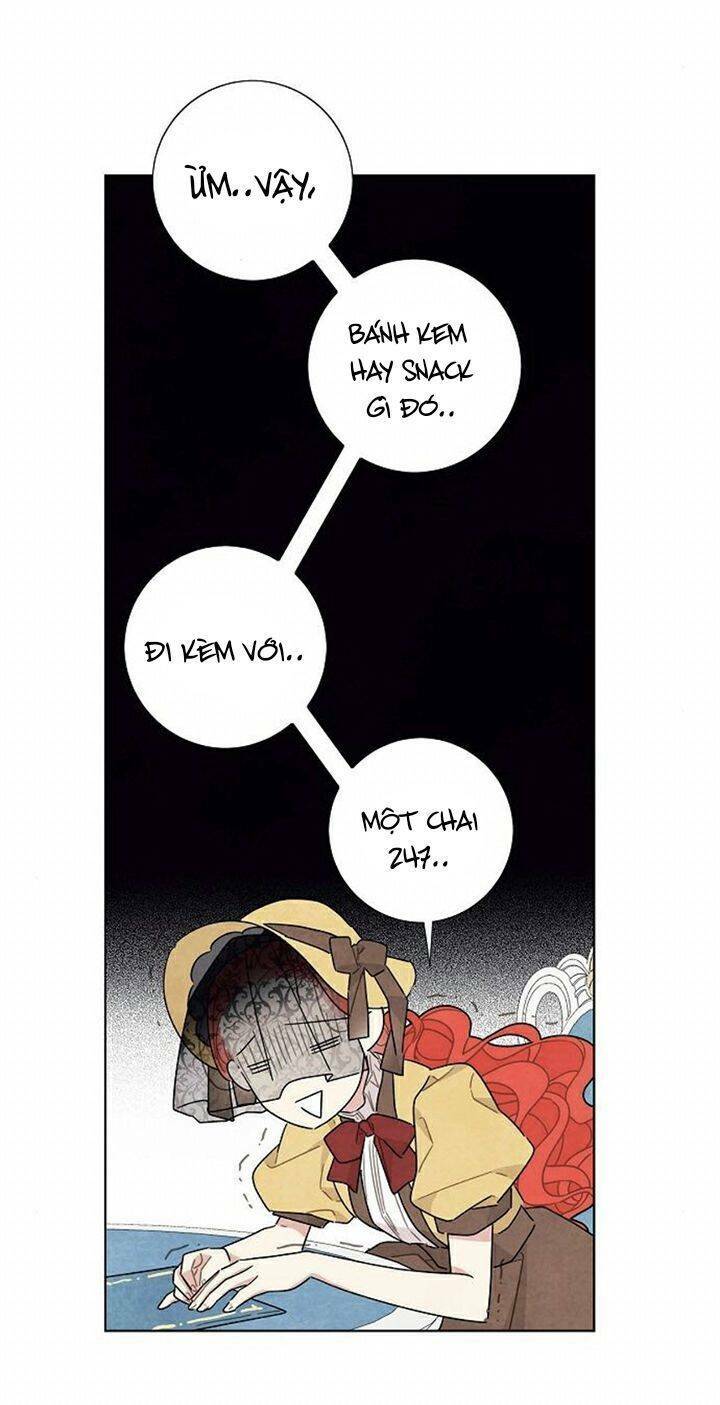 ỪM..VẬY,
BÁNH KEM
HAY SNACK
GÌ ĐÓ..
ĐI KÈM VỚI..
MỘT CHAI
247..